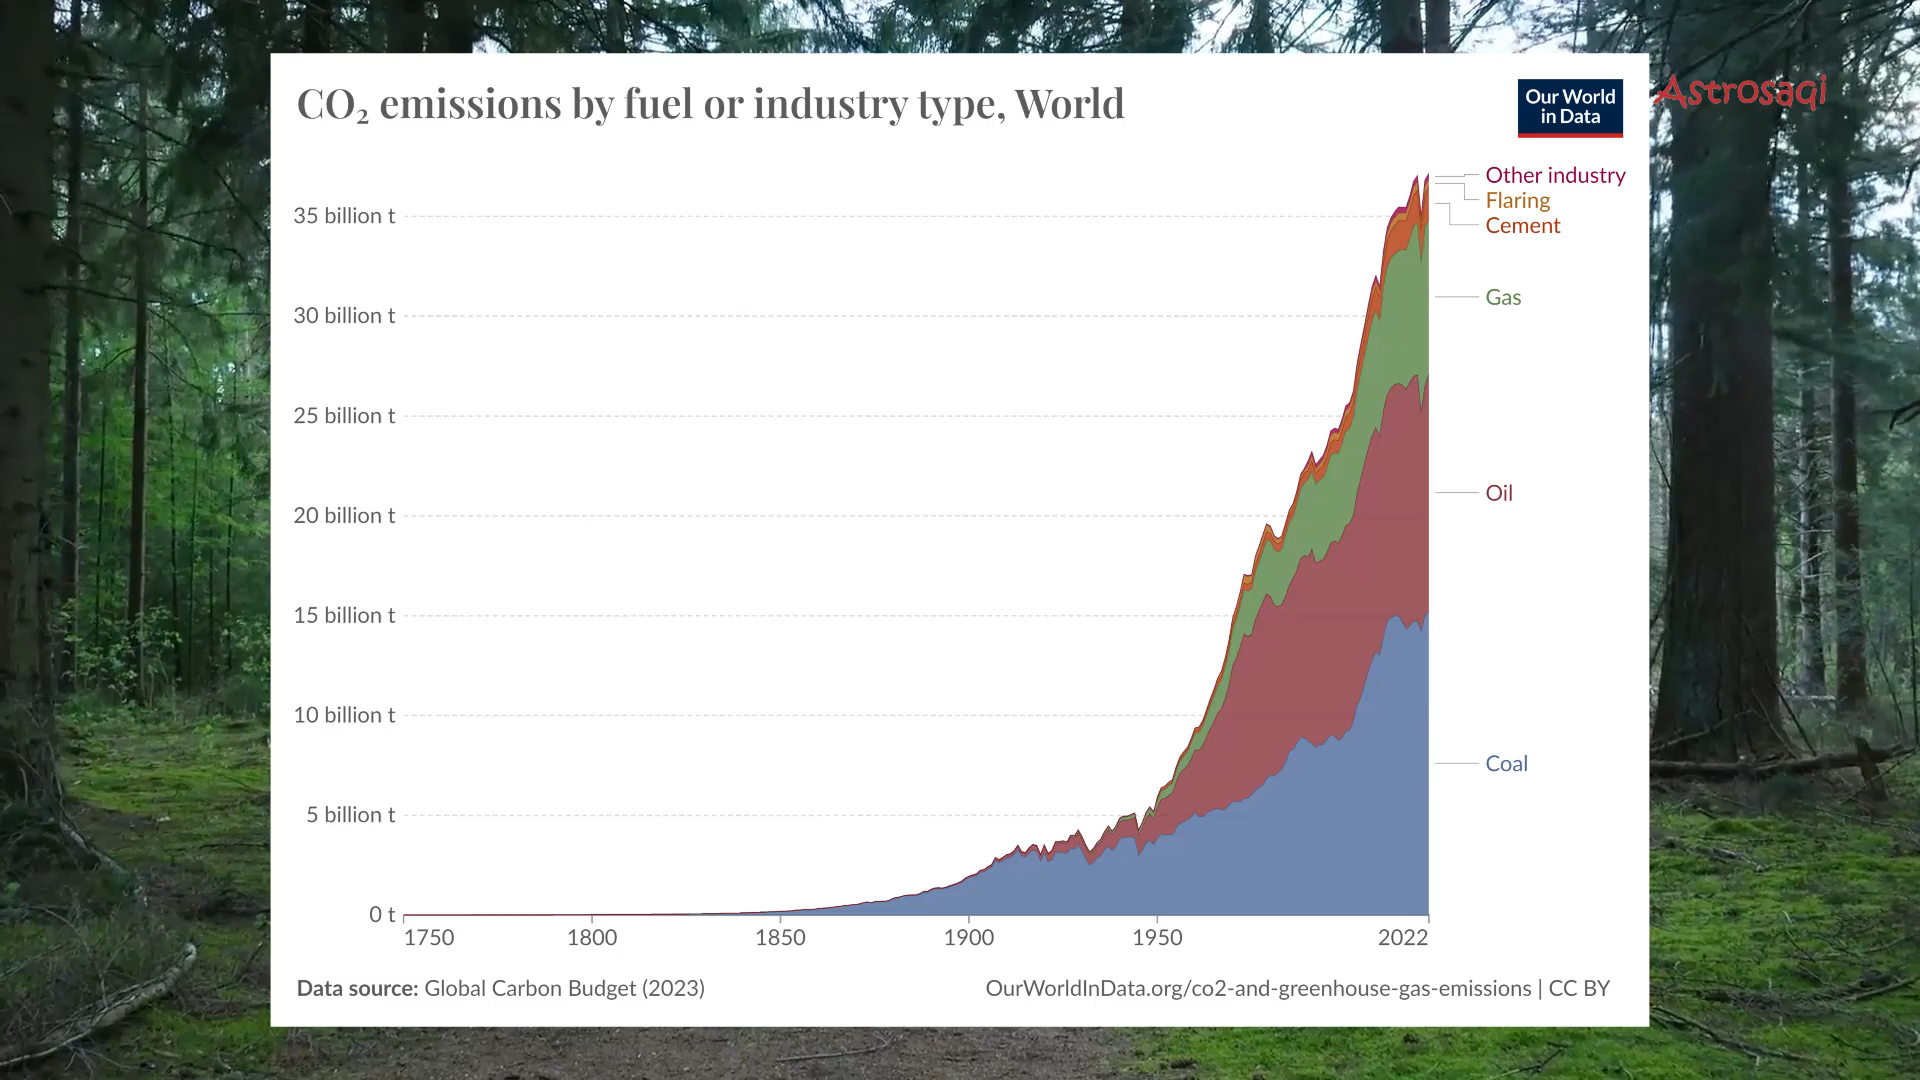 CO₂ emissions by fuel or industry type, World
Our World
in Data
Astrosaqi
Other industry
Flaring
Cement
Gas
Oil
Coal
35 billion t
30 billion t
25 billion t
20 billion t
15 billion t
10 billion t
5 billion t
0 t
1750
1800
1850
1900
1950
2022
Data source: Global Carbon Budget (2023)
OurWorldInData.org/co2-and-greenhouse-gas-emissions | CC BY